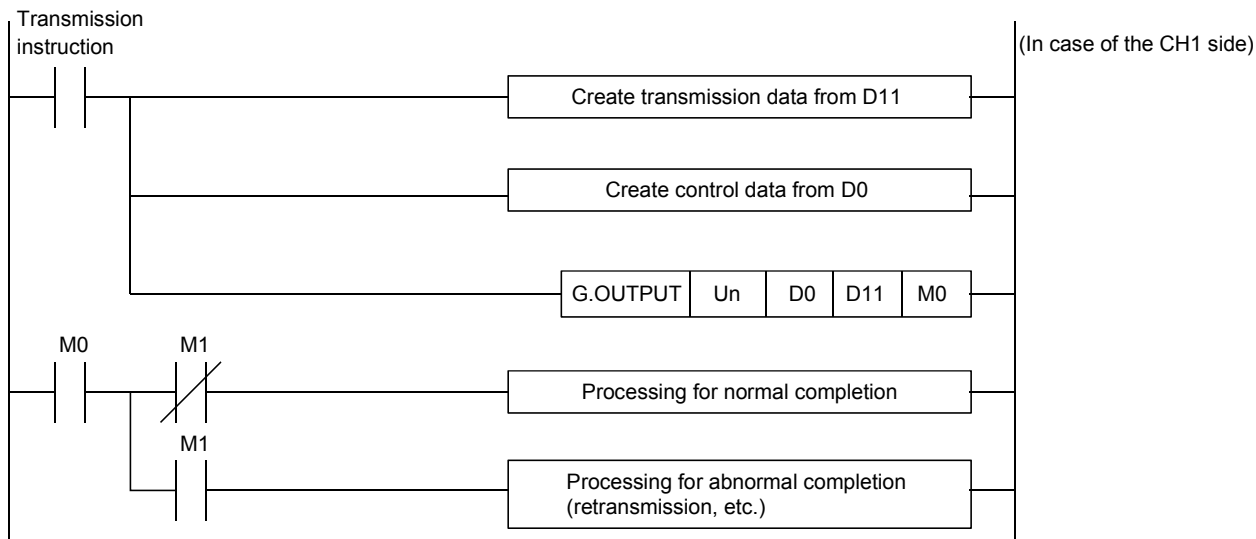 Transmission
instruction
(In case of the CH1 side)
Create transmission data from D11
Create control data from D0
G.OUTPUT Un D0 D11 M0
M0 M1
Processing for normal completion
M1
Processing for abnormal completion
(retransmission, etc.)